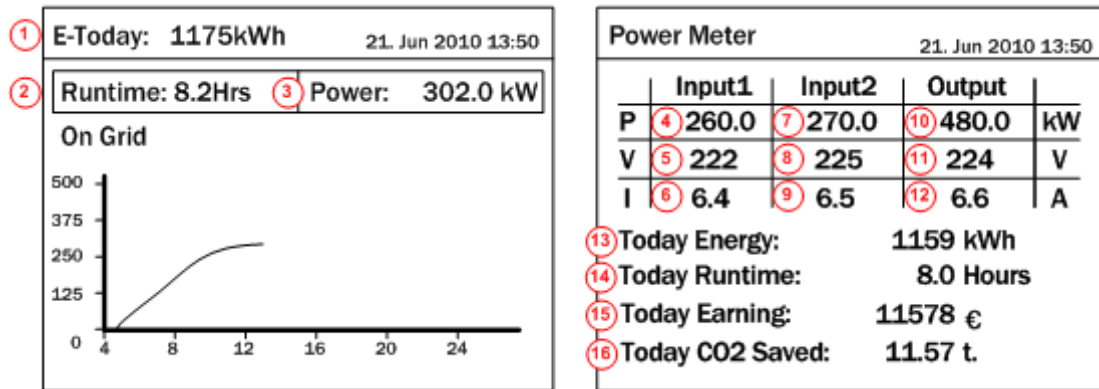 1 E-Today: 1175kWh 21. Jun 2010 13:50
2 Runtime: 8.2Hrs 3 Power: 302.0 kW
On Grid
500
375
250
125
0
4 8 12 16 20 24
Power Meter 21. Jun 2010 13:50
Input1 Input2 Output
P 4 260.0 7 270.0 10 480.0 kW
V 5 222 8 225 11 224 V
I 6 6.4 9 6.5 12 6.6 A
13 Today Energy: 1159 kWh
14 Today Runtime: 8.0 Hours
15 Today Earning: 11578 €
16 Today CO2 Saved: 11.57 t.